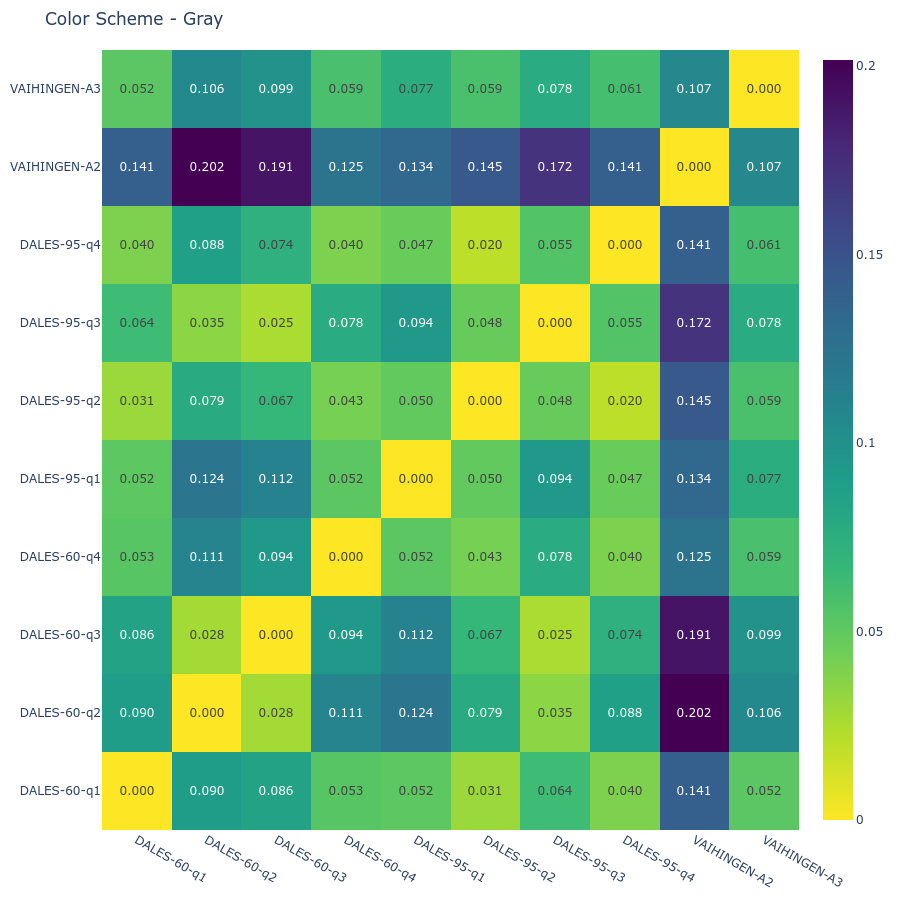 Color Scheme - Gray
VAIHINGEN-A3 0.052 0.106 0.099 0.059 0.077 0.059 0.078 0.061 0.107 0.000
VAIHINGEN-A2 0.141 0.202 0.191 0.125 0.134 0.145 0.172 0.141 0.000 0.107
DALES-95-q4 0.040 0.088 0.074 0.040 0.047 0.020 0.055 0.000 0.141 0.061
DALES-95-q3 0.064 0.035 0.025 0.078 0.094 0.048 0.000 0.055 0.172 0.078
DALES-95-q2 0.031 0.079 0.067 0.043 0.050 0.000 0.048 0.020 0.145 0.059
DALES-95-q1 0.052 0.124 0.112 0.052 0.000 0.050 0.094 0.047 0.134 0.077
DALES-60-q4 0.053 0.111 0.094 0.000 0.052 0.043 0.078 0.040 0.125 0.059
DALES-60-q3 0.086 0.028 0.000 0.094 0.112 0.067 0.025 0.074 0.191 0.099
DALES-60-q2 0.090 0.000 0.028 0.111 0.124 0.079 0.035 0.088 0.202 0.106
DALES-60-q1 0.000 0.090 0.086 0.053 0.052 0.031 0.064 0.040 0.141 0.052
DALES-60-q1 DALES-60-q2 DALES-60-q3 DALES-60-q4 DALES-95-q1 DALES-95-q2 DALES-95-q3 DALES-95-q4 VAIHINGEN-A2 VAIHINGEN-A3
0.2
0.15
0.1
0.05
0